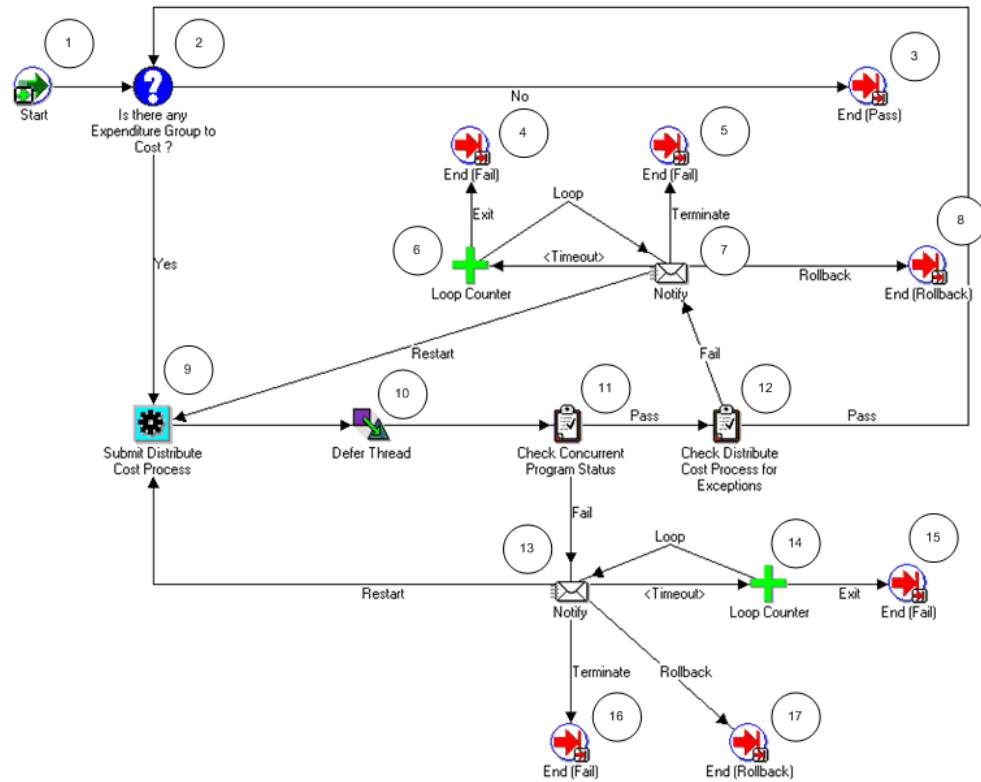 1
2
3
Start
Is there any
Expenditure Group to
Cost ?
No
End (Pass)
4
5
End (Fail)
End (Fail)
Loop
Exit
Terminate
6
7
8
<Timeout>
Loop Counter
Notify
Rollback
End (Rollback)
Yes
Restart
Fail
9
10
11
12
Pass
Pass
Submit Distribute
Cost Process
Defer Thread
Check Concurrent
Program Status
Check Distribute
Cost Process for
Exceptions
Fail
13
14
15
Loop
Restart
Notify
<Timeout>
Loop Counter
Exit
End (Fail)
Terminate
Rollback
16
17
End (Fail)
End (Rollback)